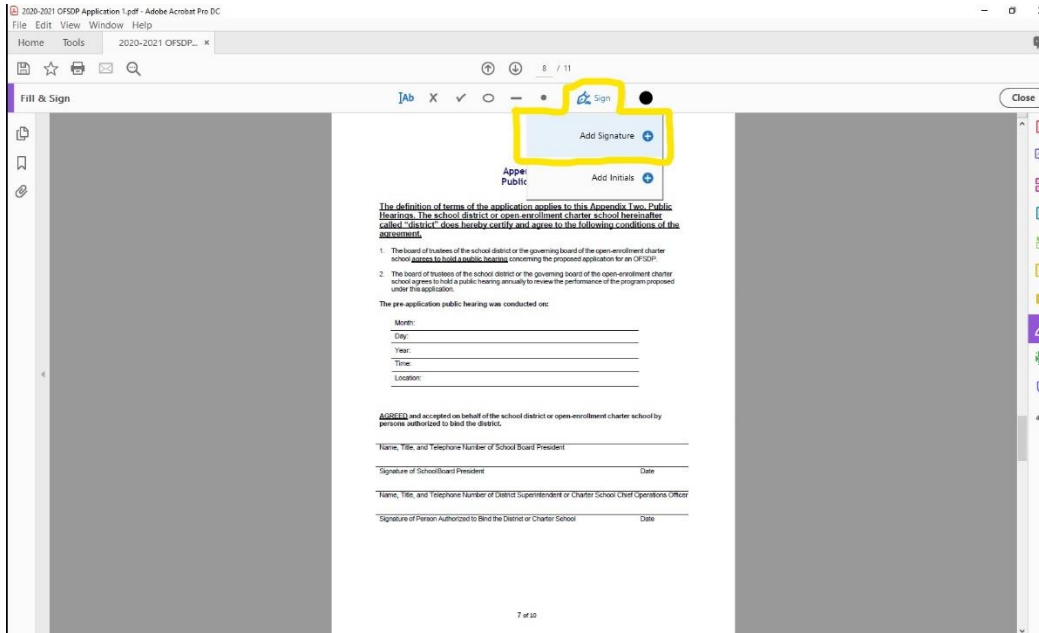 2020-2021 OFSDP Application 1.pdf - Adobe Acrobat Pro DC
File Edit View Window Help
Home Tools 2020-2021 OFSDP... ×
8 / 11
Fill & Sign
IAb X Sign
Close
Add Signature
Add Initials
Appe
Public
The definition of terms of the application applies to this Appendix Two, Public
Hearings. The school district or open-enrollment charter school hereinafter
called "district" does hereby certify and agree to the following conditions of the
agreement.
1. The board of trustees of the school district or the governing board of the open-enrollment charter
school agrees to hold a public hearing concerning the proposed application for an OFSDP.
2. The board of trustees of the school district or the governing board of the open-enrollment charter
school agrees to hold a public hearing annually to review the performance of the program proposed
under this application.
The pre-application public hearing was conducted on:
Month:
Day:
Year:
Time:
Location:
AGREED and accepted on behalf of the school district or open-enrollment charter school by
persons authorized to bind the district.
Name, Title, and Telephone Number of School Board President
Signature of SchoolBoard President Date
Name, Title, and Telephone Number of District Superintendent or Charter School Chief Operations Officer
Signature of Person Authorized to Bind the District or Charter School Date
7 of 10